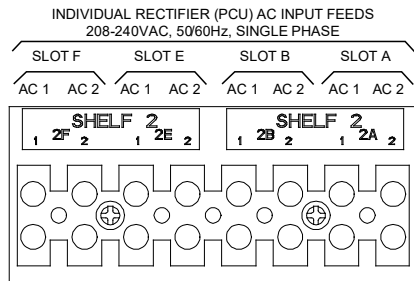 INDIVIDUAL RECTIFIER (PCU) AC INPUT FEEDS
208-240VAC, 50/60Hz, SINGLE PHASE
SLOT F SLOT E SLOT B SLOT A
AC 1 AC 2 AC 1 AC 2 AC 1 AC 2 AC 1 AC 2
SHELF 2 SHELF 2
1 2F 2 1 2E 2 1 2B 2 1 2A 2